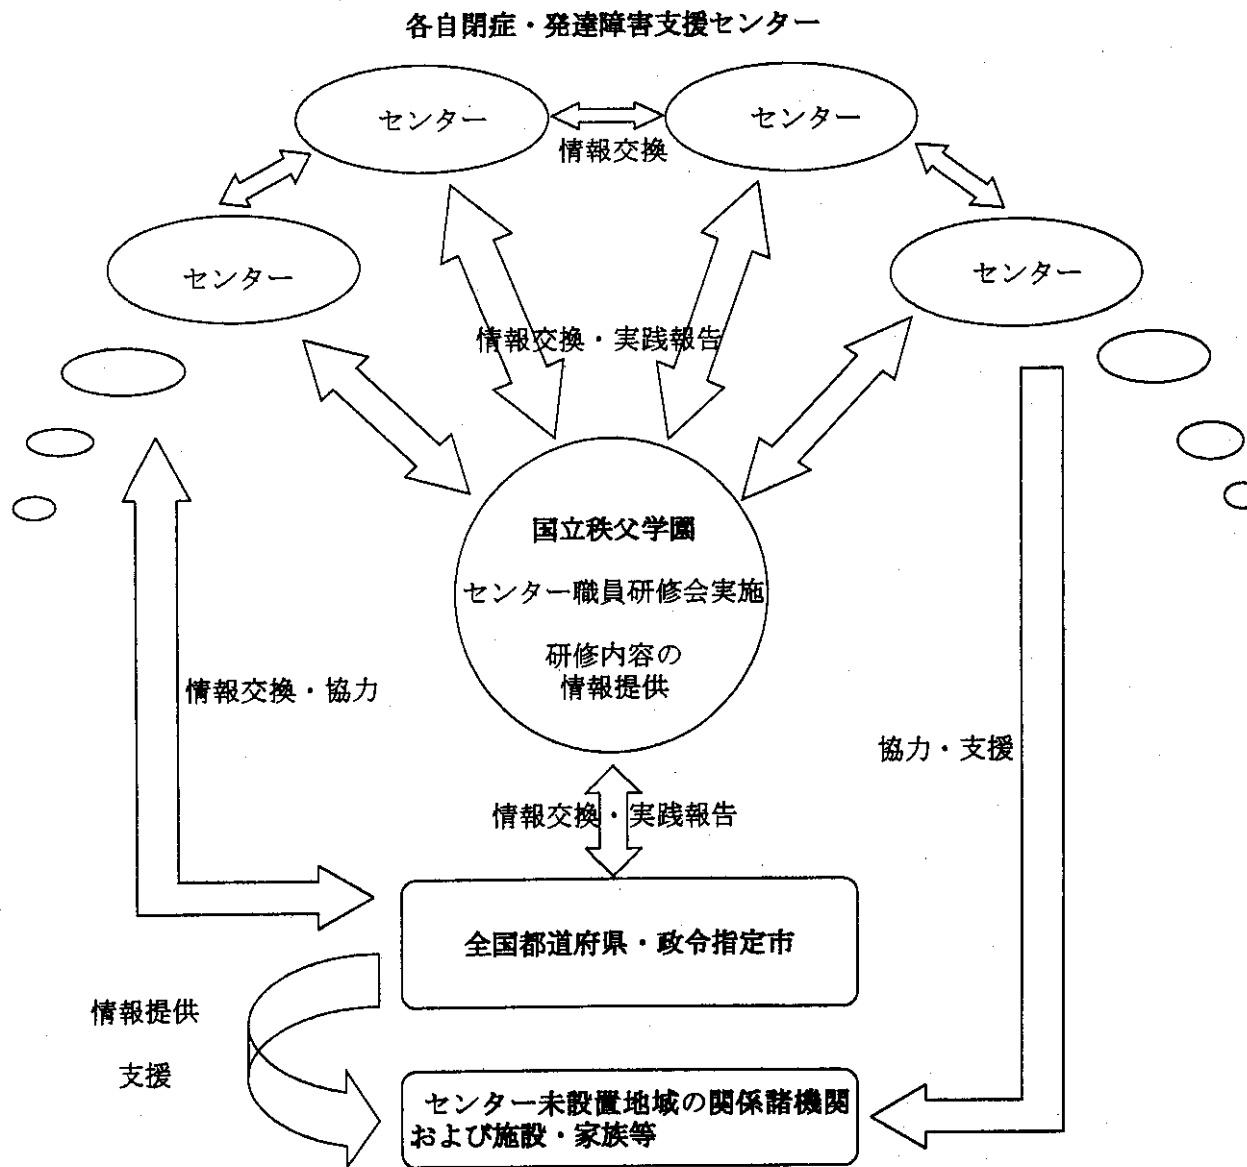 各自閉症・発達障害支援センター
センター
センター
情報交換
センター
センター
情報交換・実践報告
国立秩父学園
センター職員研修会実施
研修内容の
情報提供
情報交換・協力
協力・支援
情報交換・実践報告
全国都道府県・政令指定市
情報提供
支援
センター未設置地域の関係諸機関
および施設・家族等